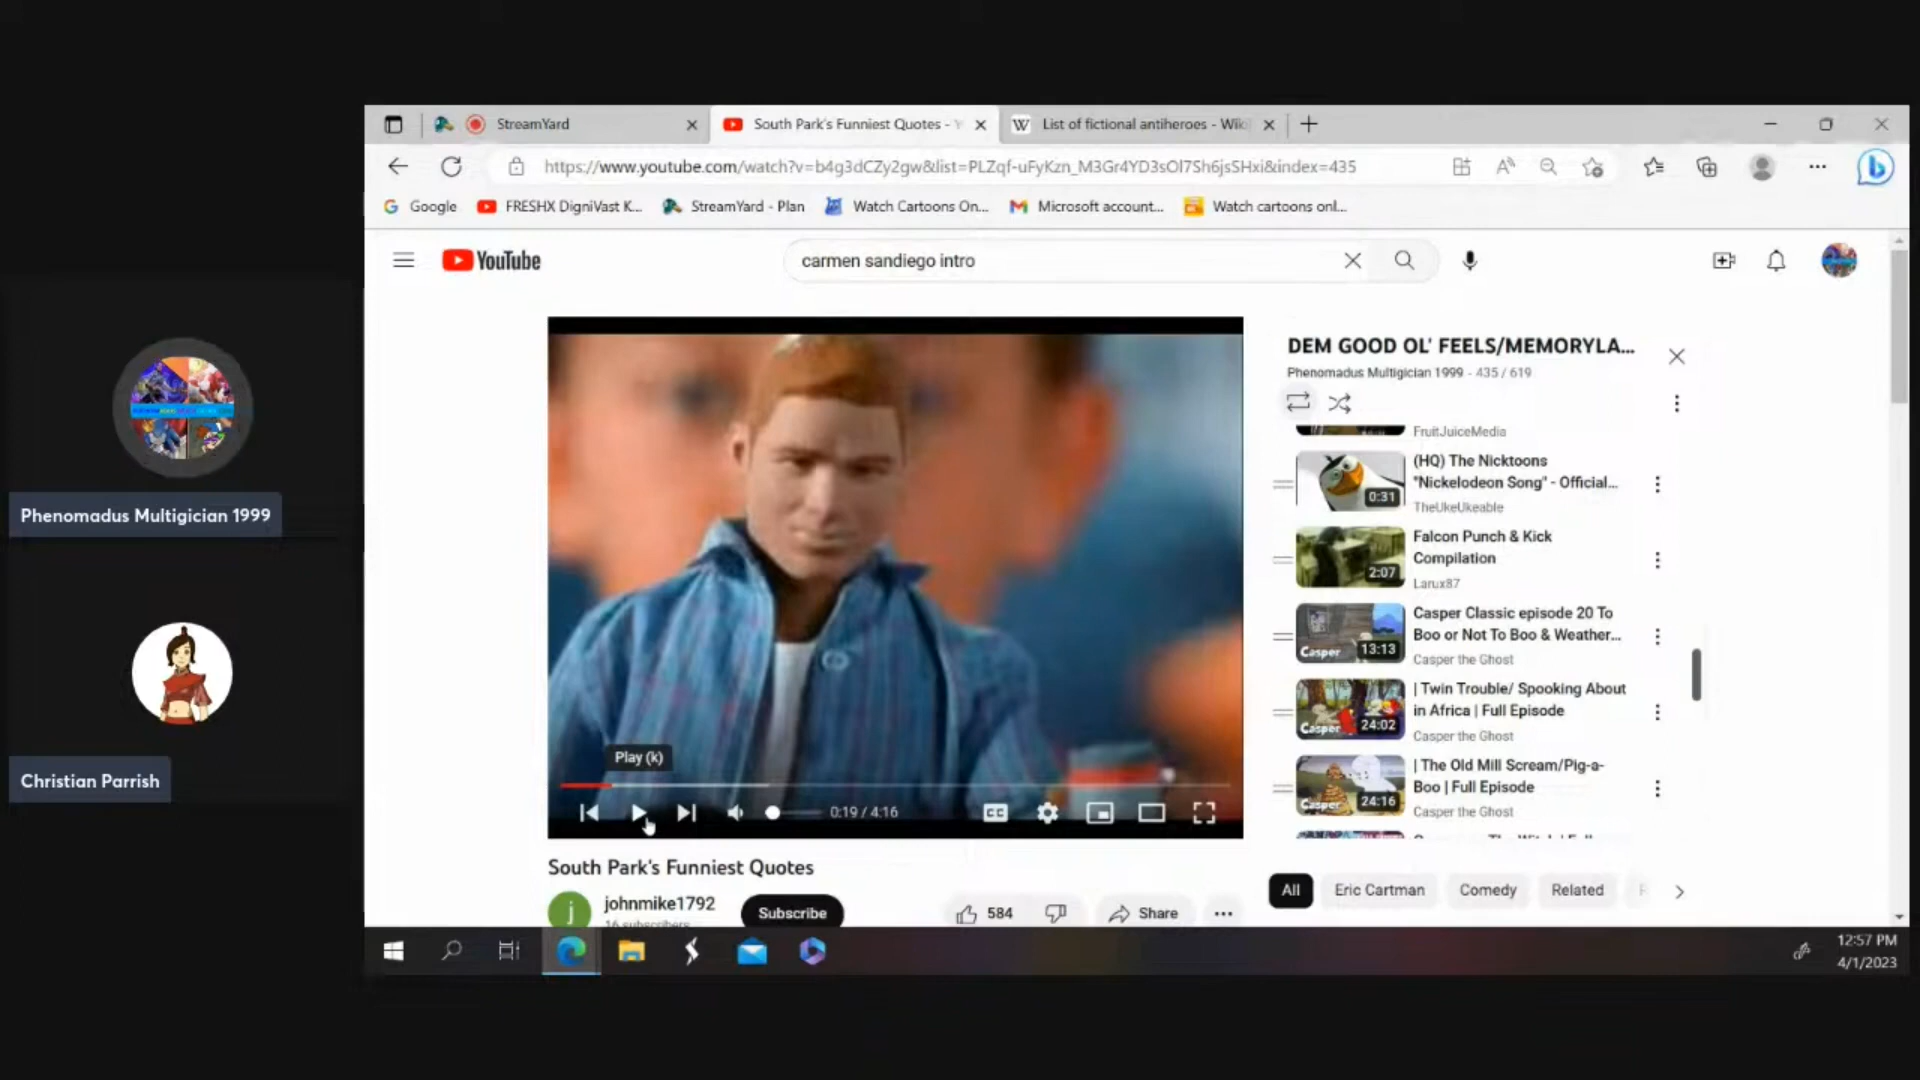 StreamYard
South Park's Funniest Quotes - Y
List of fictional antiheroes - Wiki
https://www.youtube.com/watch?v=b4g3dCZy2gw&list=PLZqf-uFyKzn_M3Gr4YD3sOl7Sh6jsSHxi&index=435
Google
FRESHX DigniVast K...
StreamYard - Plan
Watch Cartoons On...
Microsoft account...
Watch cartoons onl...
YouTube
carmen sandiego intro
Phenomadus Multigician 1999
Christian Parrish
Play (k)
0:19 / 4:16
CC
South Park's Funniest Quotes
j
johnmike1792
16 subscribers
Subscribe
584
Share
DEM GOOD OL' FEELS/MEMORYLA...
Phenomadus Multigician 1999 - 435 / 619
FruitJuiceMedia
(HQ) The Nicktoons
"Nickelodeon Song" - Official...
TheUkeUkeable
0:31
Falcon Punch & Kick
Compilation
Larux87
2:07
Casper Classic episode 20 To
Boo or Not To Boo & Weather...
Casper the Ghost
Casper
13:13
| Twin Trouble/ Spooking About
in Africa | Full Episode
Casper the Ghost
Casper
24:02
| The Old Mill Scream/Pig-a-
Boo | Full Episode
Casper the Ghost
Casper
24:16
All
Eric Cartman
Comedy
Related
12:57 PM
4/1/2023